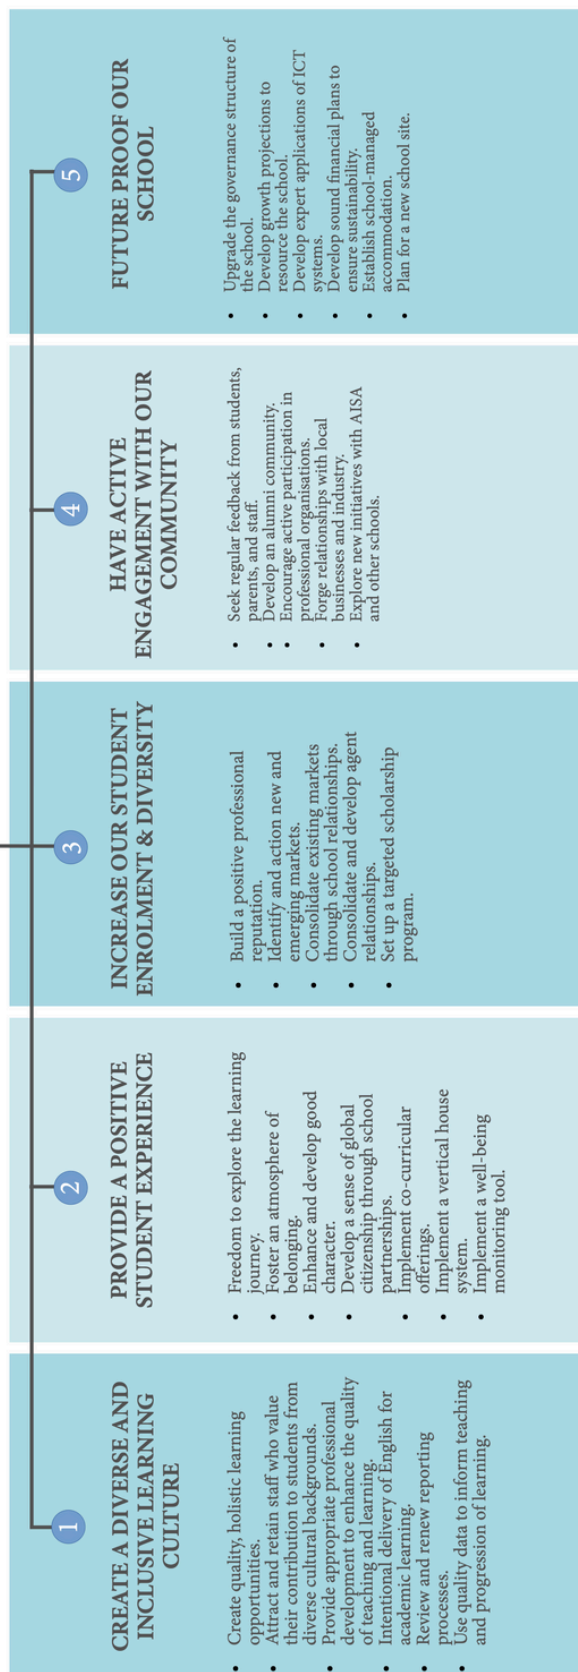 1
CREATE A DIVERSE AND
INCLUSIVE LEARNING
CULTURE
• Create quality, holistic learning
opportunities.
• Attract and retain staff who value
their contribution to students from
diverse cultural backgrounds.
• Provide appropriate professional
development to enhance the quality
of teaching and learning.
• Intentional delivery of English for
academic learning.
• Review and renew reporting
processes.
• Use quality data to inform teaching
and progression of learning.
2
PROVIDE A POSITIVE
STUDENT EXPERIENCE
• Freedom to explore the learning
journey.
• Foster an atmosphere of
belonging.
• Enhance and develop good
character.
• Develop a sense of global
citizenship through school
partnerships.
• Implement co-curricular
offerings.
• Implement a vertical house
system.
• Implement a well-being
monitoring tool.
3
INCREASE OUR STUDENT
ENROLMENT & DIVERSITY
• Build a positive professional
reputation.
• Identify and action new and
emerging markets.
• Consolidate existing markets
through school relationships.
• Consolidate and develop agent
relationships.
• Set up a targeted scholarship
program.
4
HAVE ACTIVE
ENGAGEMENT WITH OUR
COMMUNITY
• Seek regular feedback from students,
parents, and staff.
• Develop an alumni community.
• Encourage active participation in
professional organisations.
• Forge relationships with local
businesses and industry.
• Explore new initiatives with AISA
and other schools.
5
FUTURE PROOF OUR
SCHOOL
• Upgrade the governance structure of
the school.
• Develop growth projections to
resource the school.
• Develop expert applications of ICT
systems.
• Develop sound financial plans to
ensure sustainability.
• Establish school-managed
accommodation.
• Plan for a new school site.